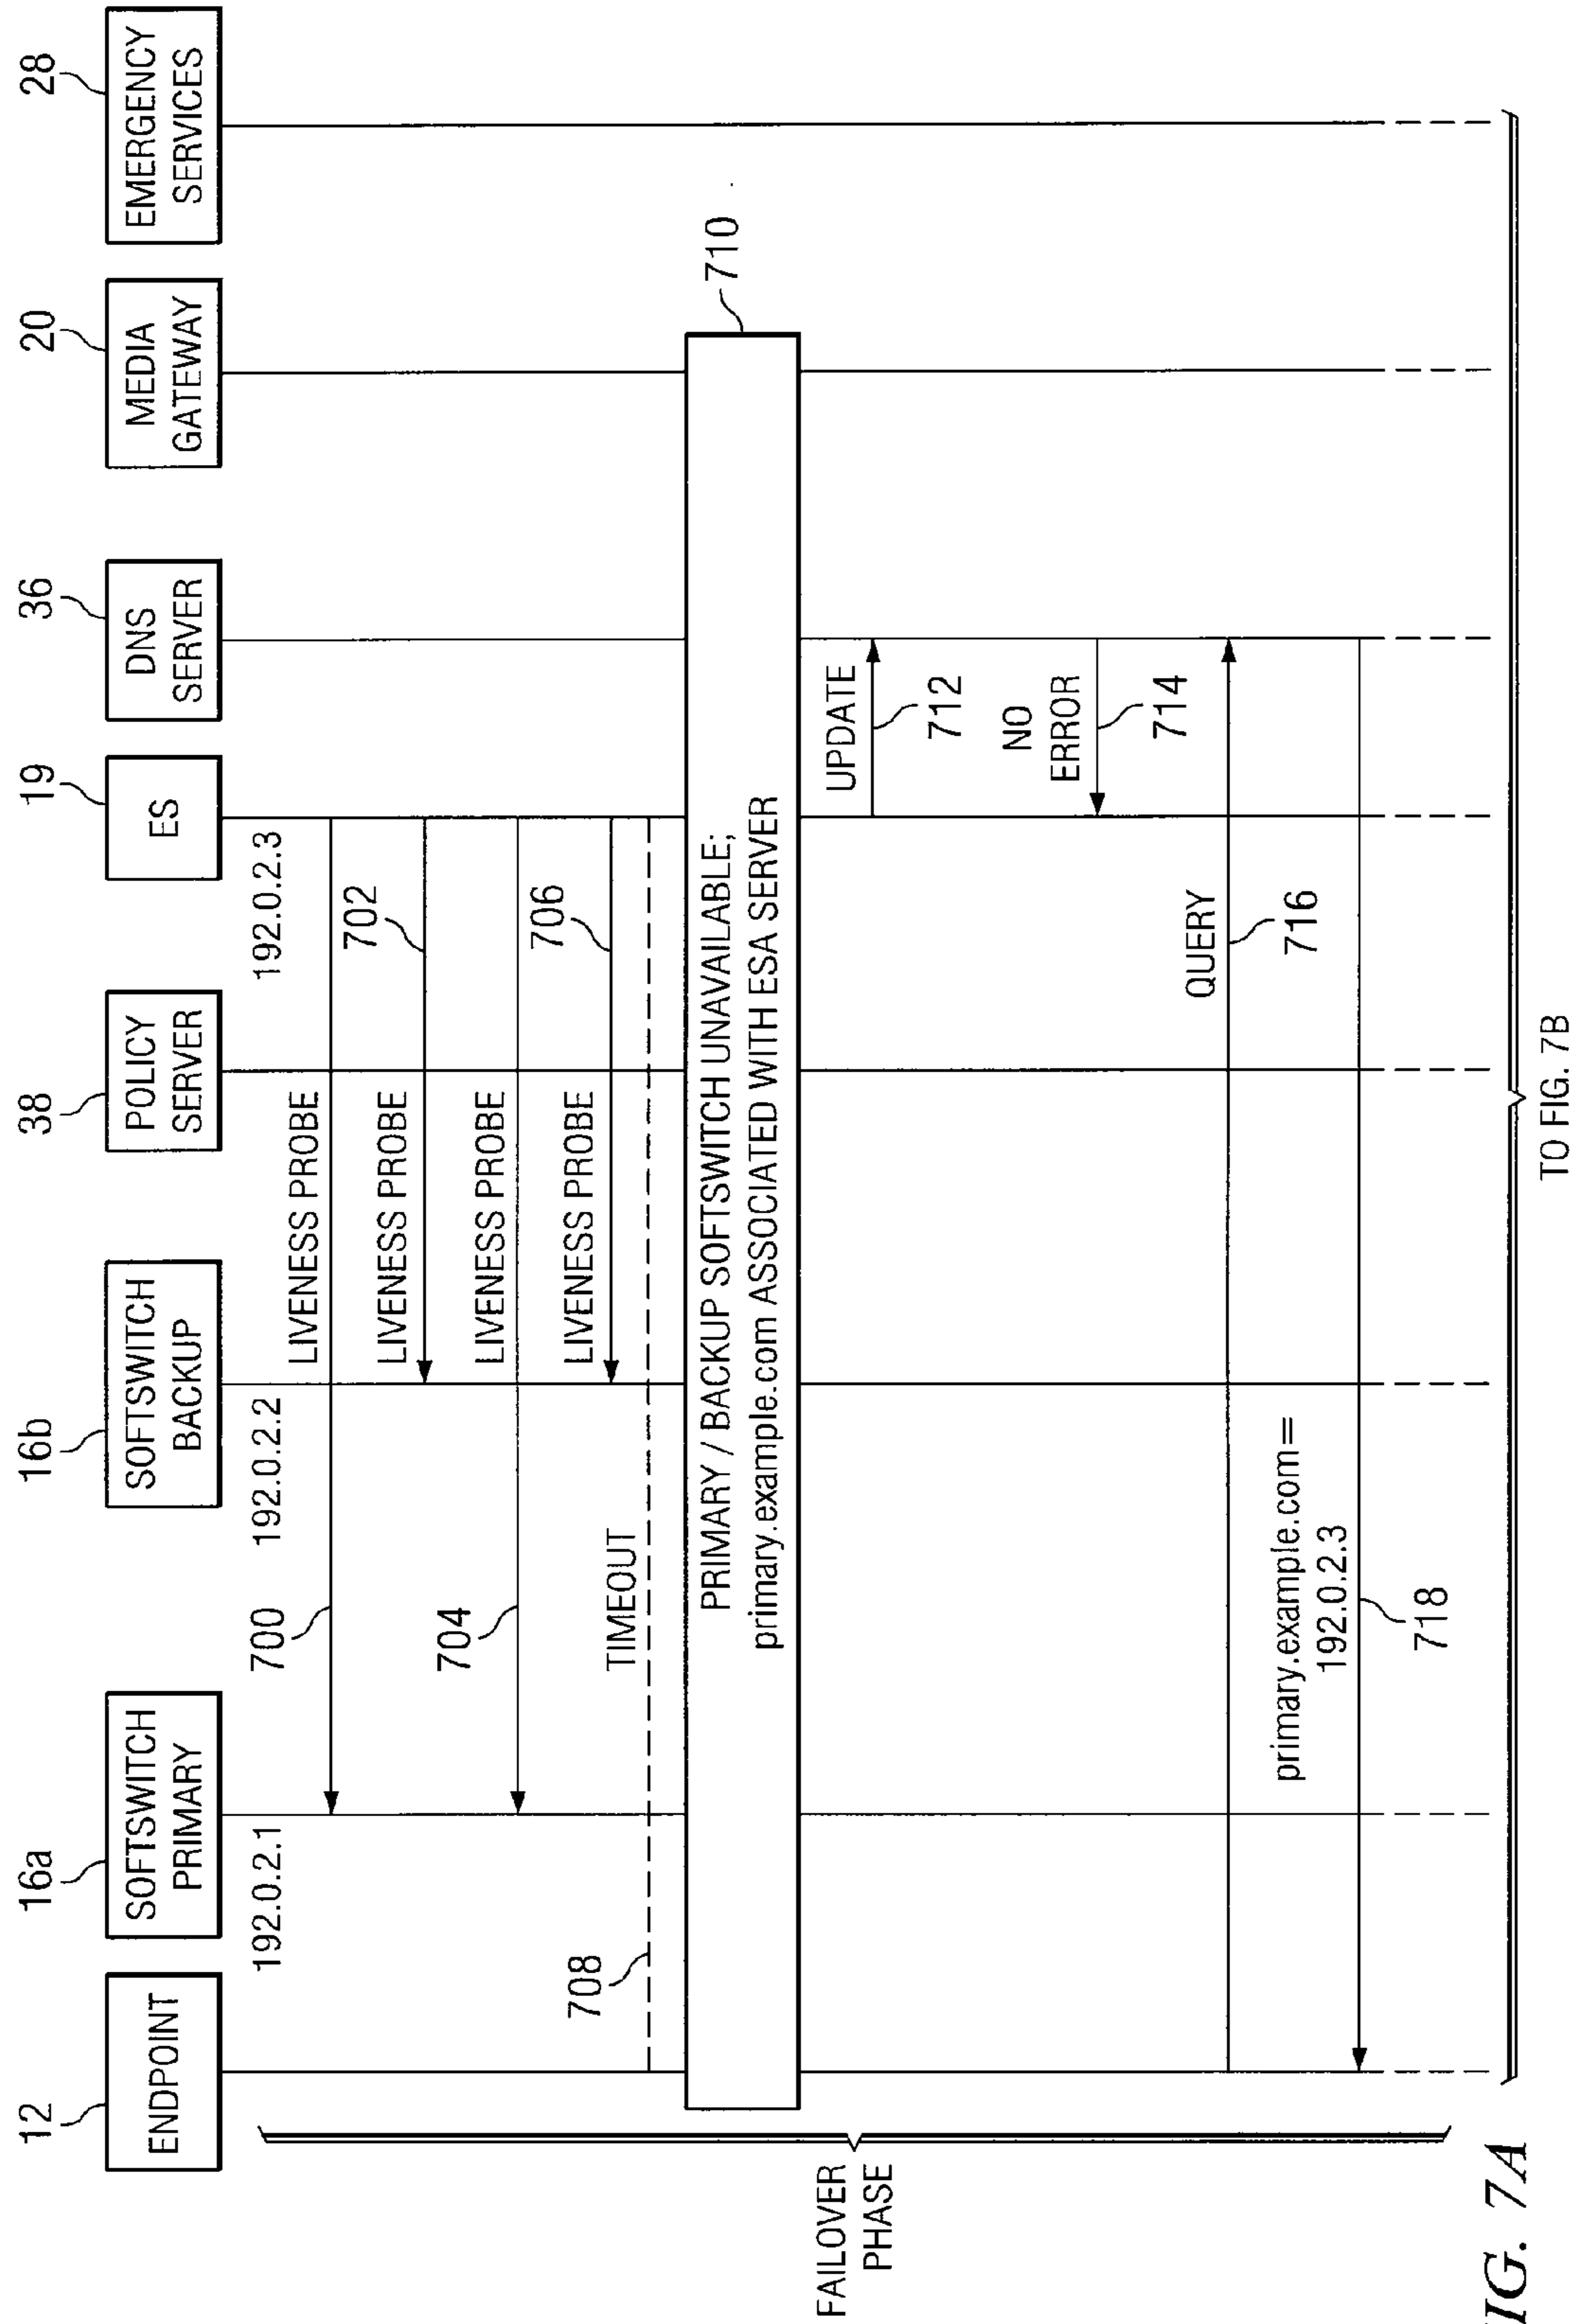 12
16a
16b
38
19
36
20
28
ENDPOINT
SOFTSWITCH
PRIMARY
SOFTSWITCH
BACKUP
POLICY
SERVER
ES
DNS
SERVER
MEDIA
GATEWAY
EMERGENCY
SERVICES
192.0.2.1
192.0.2.2
192.0.2.3
700
LIVENESS PROBE
LIVENESS PROBE
702
704
LIVENESS PROBE
LIVENESS PROBE
706
708
TIMEOUT
PRIMARY / BACKUP SOFTSWITCH UNAVAILABLE;
primary.example.com ASSOCIATED WITH ESA SERVER
710
FAILOVER
PHASE
UPDATE
712
NO
ERROR
714
QUERY
716
primary.example.com=
192.0.2.3
718
IG. 7A
TO FIG. 7B